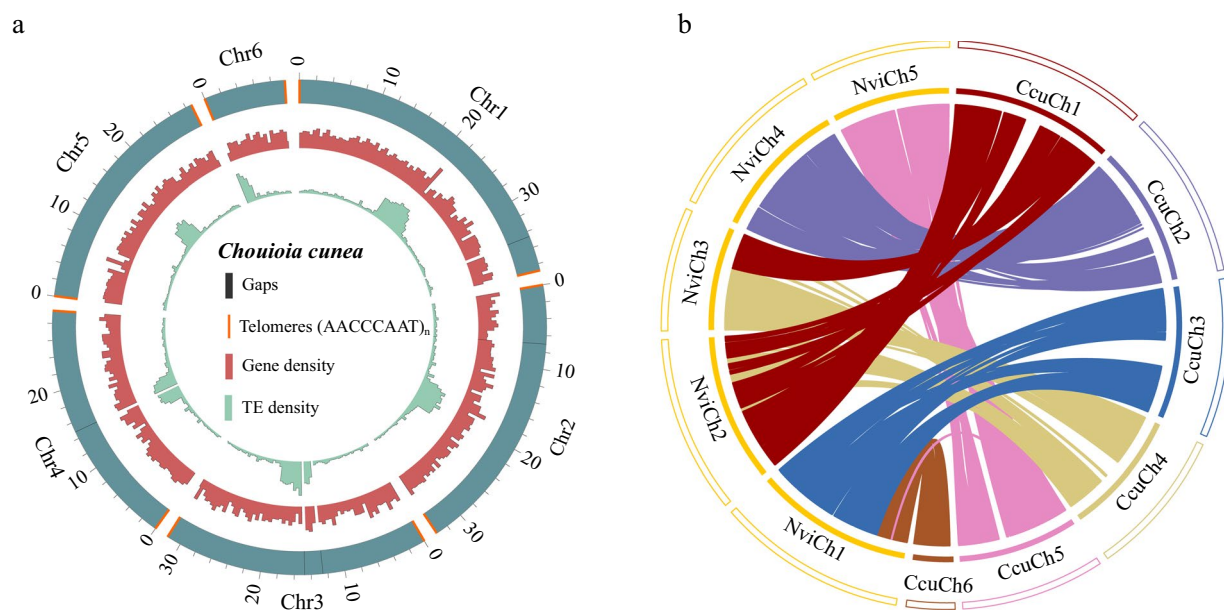 a
Chr1
0
10
20
30
Chr2
0
10
20
30
Chr3
0
10
20
30
Chr4
0
10
20
Chr5
0
10
20
Chr6
0
Chouioia cunea
Gaps
Telomeres (AACCCAAT)n
Gene density
TE density
b
CcuCh1
CcuCh2
CcuCh3
CcuCh4
CcuCh5
CcuCh6
NviCh1
NviCh2
NviCh3
NviCh4
NviCh5